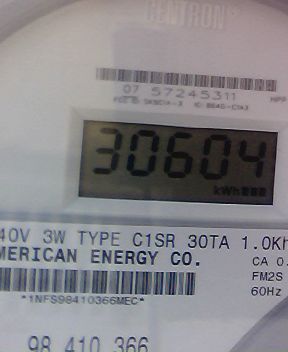 CENTRON®
07 57245311
30604
kWh
40V 3W TYPE C1SR 30TA 1.0Kh
MERICAN ENERGY CO.
CA 0.
FM2S
*1NFS98410366MEC*
60Hz
98 410 366